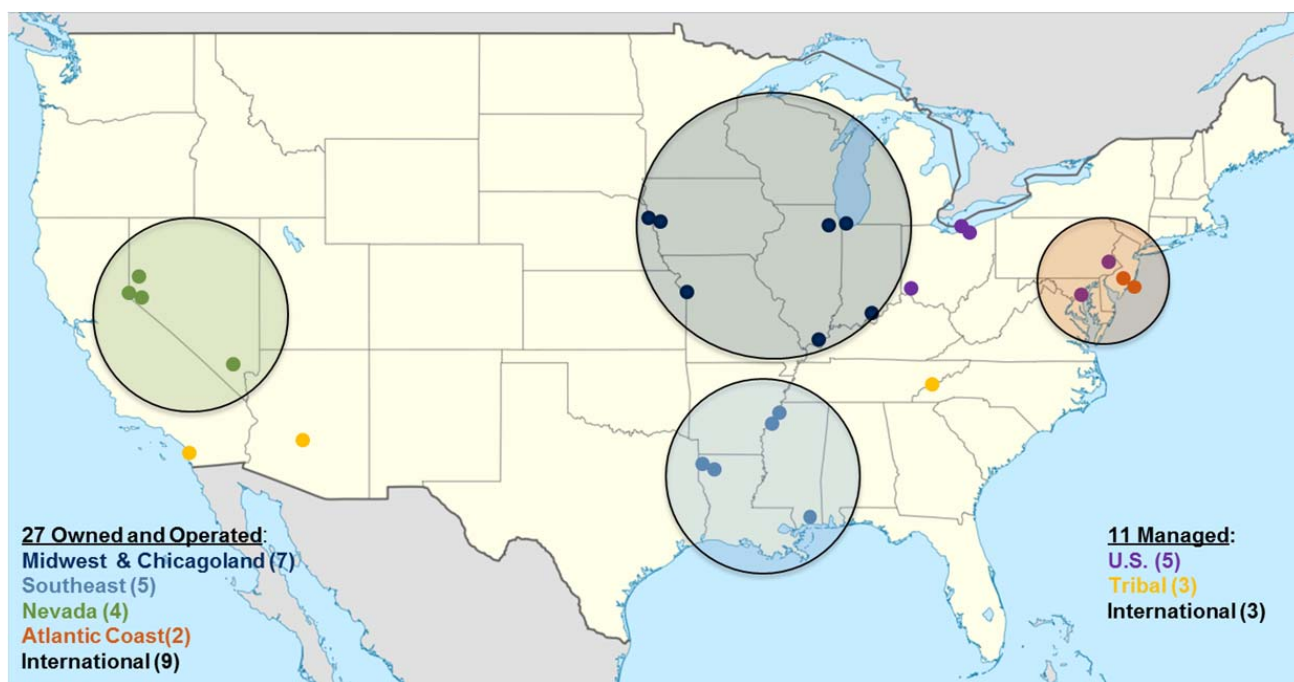 27 Owned and Operated:
Midwest & Chicagoland (7)
Southeast (5)
Nevada (4)
Atlantic Coast(2)
International (9)
11 Managed:
U.S. (5)
Tribal (3)
International (3)